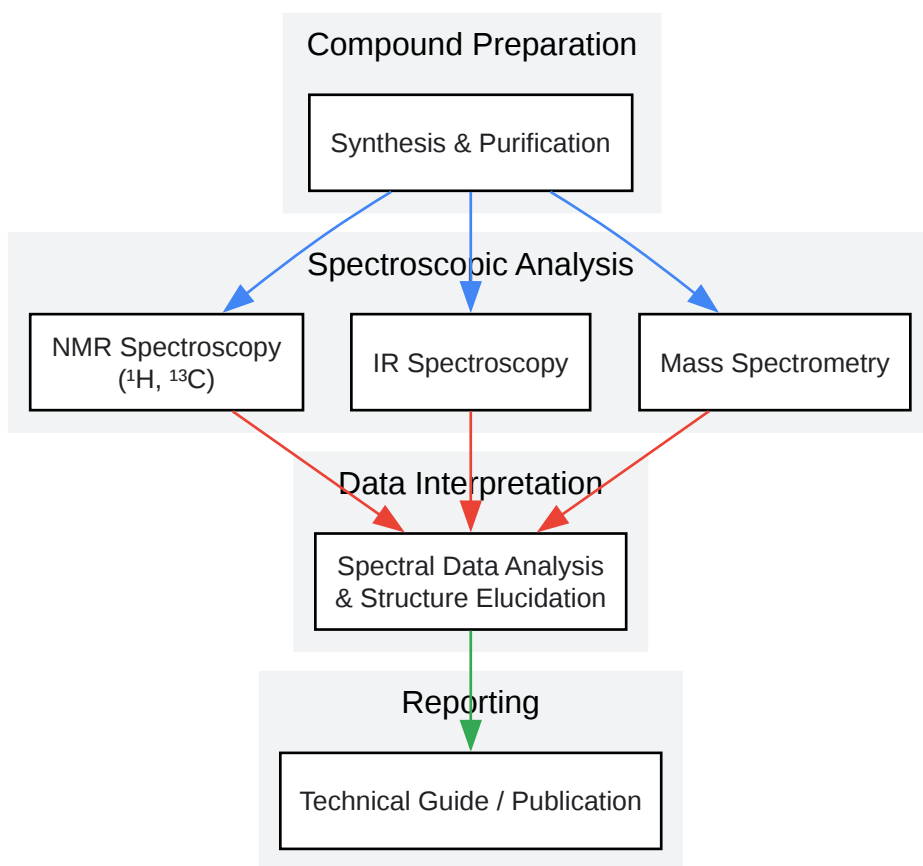 Compound Preparation
Synthesis & Purification
Spectroscopic Analysis
NMR Spectroscopy
(¹H, ¹³C)
IR Spectroscopy
Mass Spectrometry
Data Interpretation
Spectral Data Analysis
& Structure Elucidation
Reporting
Technical Guide / Publication